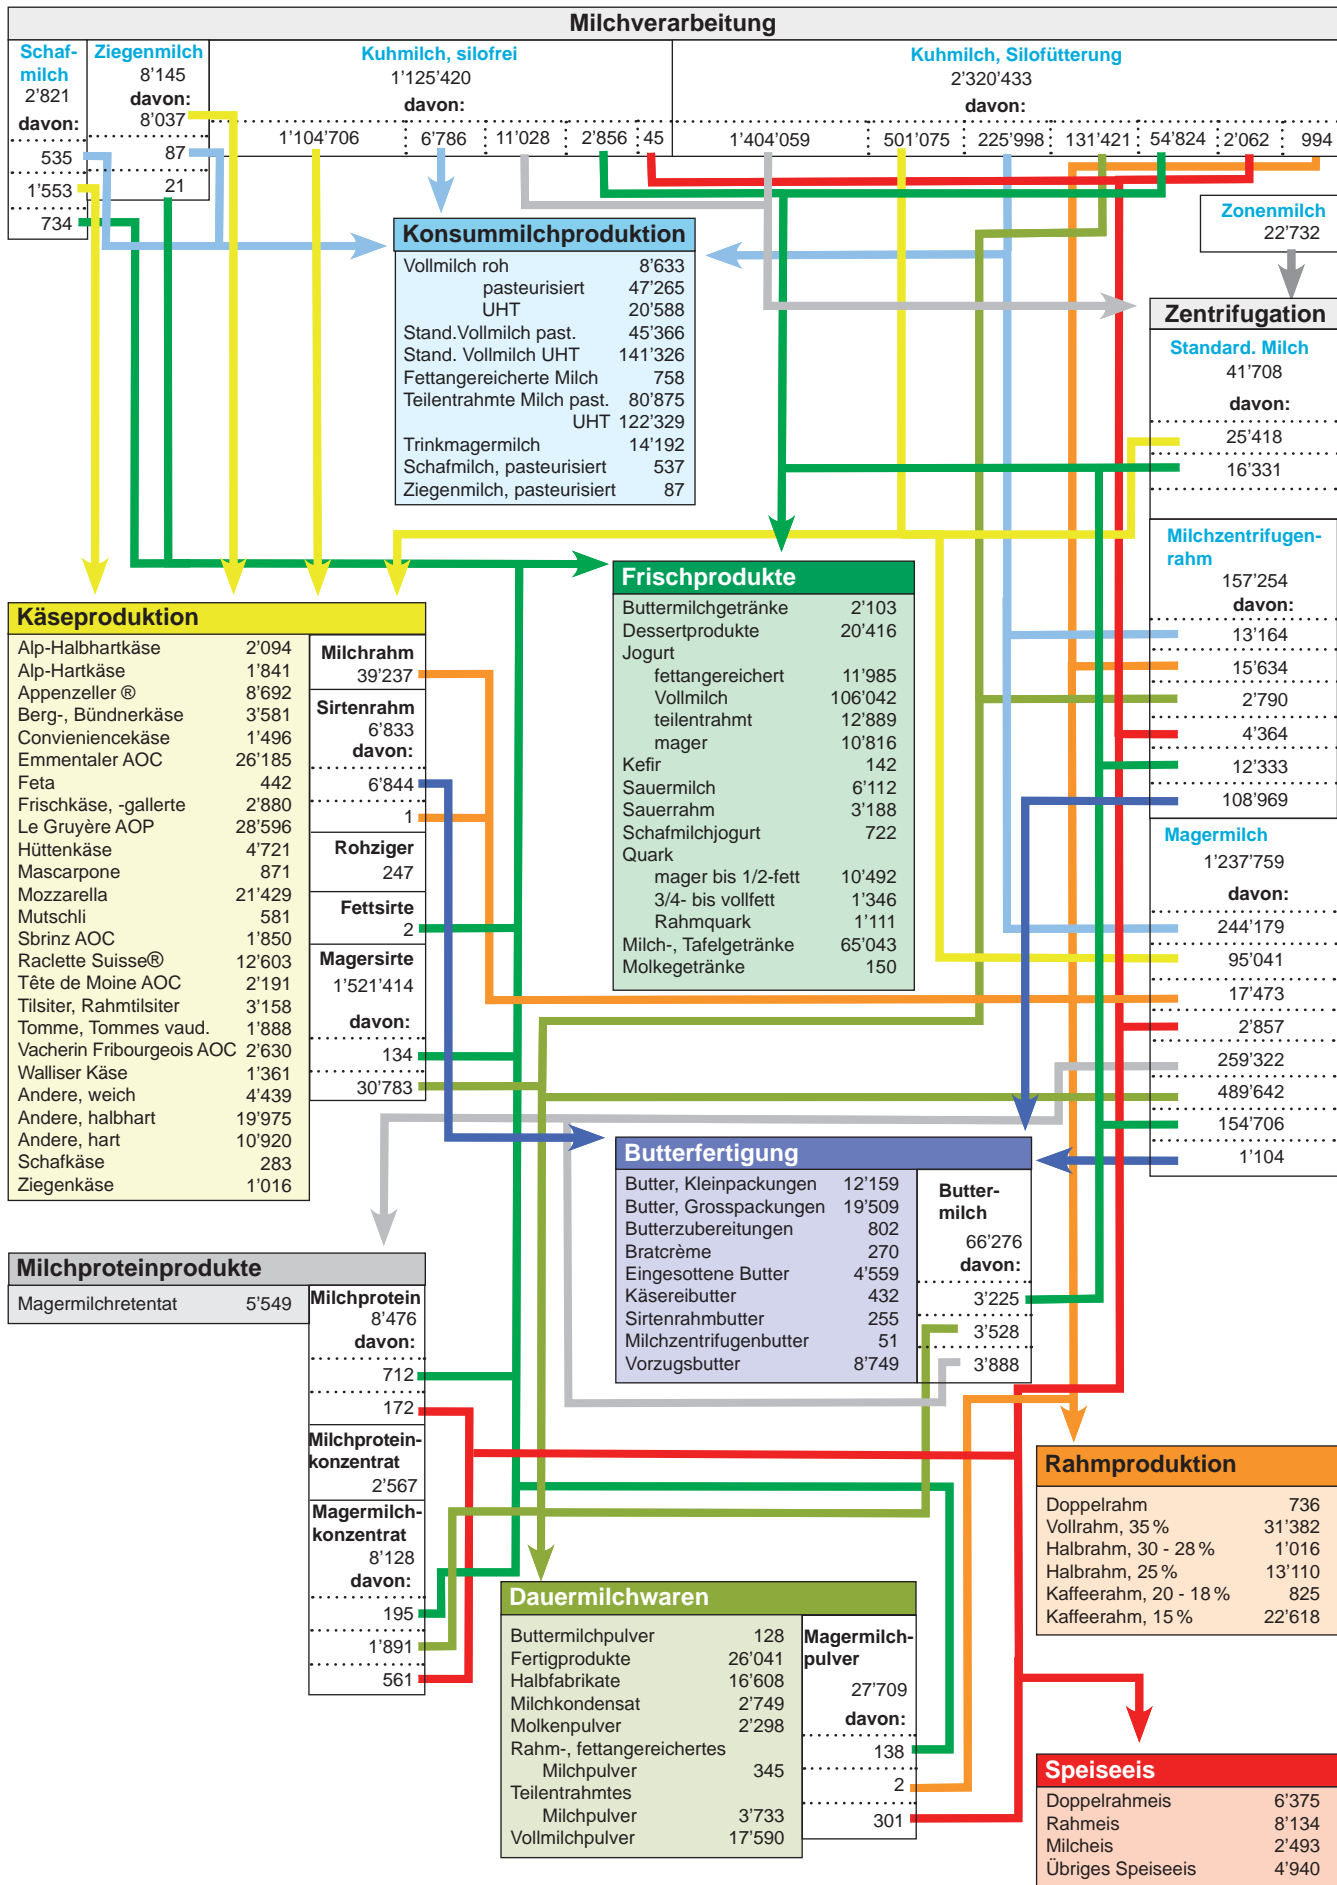 Milchverarbeitung
Schaf-
milch
2’821
davon:
535
1’553
734
Ziegenmilch
8’145
davon:
8’037
87
21
Kuhmilch, silofrei
1’125’420
davon:
1’104’706 6’786 11’028 2’856 45
Kuhmilch, Silofütterung
2’320’433
davon:
1’404’059 501’075 225’998 131’421 54’824 2’062 994
Zonenmilch
22’732
Konsummilchproduktion
Vollmilch roh 8’633
pasteurisiert 47’265
UHT 20’588
Stand.Vollmilch past. 45’366
Stand. Vollmilch UHT 141’326
Fettangereicherte Milch 758
Teilentrahmte Milch past. 80’875
UHT 122’329
Trinkmagermilch 14’192
Schafmilch, pasteurisiert 537
Ziegenmilch, pasteurisiert 87
Zentrifugation
Standard. Milch
41’708
davon:
25’418
16’331
Milchzentrifugen-
rahm
157’254
davon:
13’164
15’634
2’790
4’364
12’333
108’969
Magermilch
1’237’759
davon:
244’179
95’041
17’473
2’857
259’322
489’642
154’706
1’104
Frischprodukte
Buttermilchgetränke 2’103
Dessertprodukte 20’416
Jogurt
fettangereichert 11’985
Vollmilch 106’042
teilentrahmt 12’889
mager 10’816
Kefir 142
Sauermilch 6’112
Sauerrahm 3’188
Schafmilchjogurt 722
Quark
mager bis 1/2-fett 10’492
3/4- bis vollfett 1’346
Rahmquark 1’111
Milch-, Tafelgetränke 65’043
Molkegetränke 150
Käseproduktion
Alp-Halbhartkäse 2’094
Alp-Hartkäse 1’841
Appenzeller ® 8’692
Berg-, Bündnerkäse 3’581
Convieniencekäse 1’496
Emmentaler AOC 26’185
Feta 442
Frischkäse, -gallerte 2’880
Le Gruyère AOP 28’596
Hüttenkäse 4’721
Mascarpone 871
Mozzarella 21’429
Mutschli 581
Sbrinz AOC 1’850
Raclette Suisse® 12’603
Tête de Moine AOC 2’191
Tilsiter, Rahmtilsiter 3’158
Tomme, Tommes vaud. 1’888
Vacherin Fribourgeois AOC 2’630
Walliser Käse 1’361
Andere, weich 4’439
Andere, halbhart 19’975
Andere, hart 10’920
Schafkäse 283
Ziegenkäse 1’016
Milchrahm
39’237
Sirtenrahm
6’833
davon:
6’844
1
Rohziger
247
Fettsirte
2
Magersirte
1’521’414
davon:
134
30’783
Butterfertigung
Butter, Kleinpackungen 12’159
Butter, Grosspackungen 19’509
Butterzubereitungen 802
Bratcrème 270
Eingesottene Butter 4’559
Käsereibutter 432
Sirtenrahmbutter 255
Milchzentrifugenbutter 51
Vorzugsbutter 8’749
Butter-
milch
66’276
davon:
3’225
3’528
3’888
Milchproteinprodukte
Magermilchretentat 5’549
Milchprotein
8’476
davon:
712
172
Milchprotein-
konzentrat
2’567
Magermilch-
konzentrat
8’128
davon:
195
1’891
561
Rahmproduktion
Doppelrahm 736
Vollrahm, 35 % 31’382
Halbrahm, 30 - 28 % 1’016
Halbrahm, 25 % 13’110
Kaffeerahm, 20 - 18 % 825
Kaffeerahm, 15 % 22’618
Dauermilchwaren
Buttermilchpulver 128
Fertigprodukte 26’041
Halbfabrikate 16’608
Milchkondensat 2’749
Molkenpulver 2’298
Rahm-, fettangereichertes
Milchpulver 345
Teilentrahmtes
Milchpulver 3’733
Vollmilchpulver 17’590
Magermilch-
pulver
27’709
davon:
138
2
301
Speiseeis
Doppelrahmeis 6’375
Rahmeis 8’134
Milcheis 2’493
Übriges Speiseeis 4’940